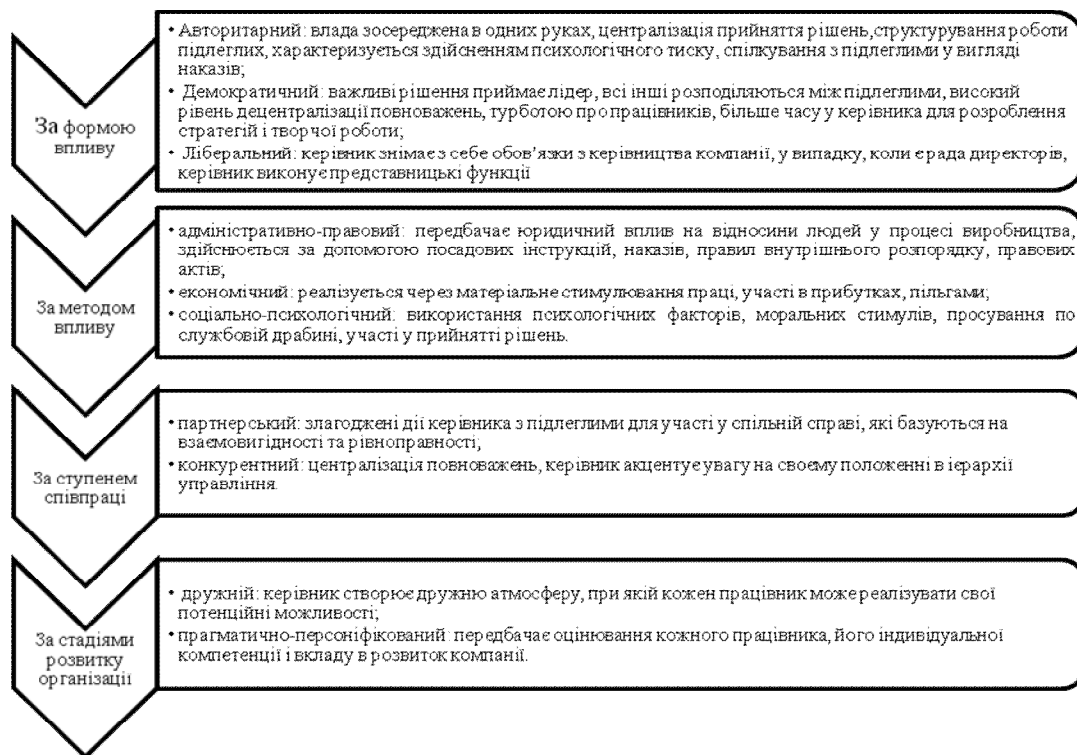 За формою
впливу
• Авторитарний: влада зосереджена в одних руках, централізація прийняття рішень,структурування роботи
підлеглих, характеризується здійсненням психологічного тиску, спілкування з підлеглими у вигляді
наказів;
• Демократичний: важливі рішення приймає лідер, всі інші розподіляються між підлеглими, високий
рівень децентралізації повноважень, турботою про працівників, більше часу у керівника для розроблення
стратегій і творчої роботи;
• Ліберальний: керівник знімає з себе обов’язки з керівництва компанії, у випадку, коли є рада директорів,
керівник виконує представницькі функції
За методом
впливу
• адміністративно-правовий: передбачає юридичний вплив на відносини людей у процесі виробництва,
здійснюється за допомогою посадових інструкцій, наказів, правил внутрішнього розпорядку, правових
актів;
• економічний: реалізується через матеріальне стимулювання праці, участі в прибутках, пільгами;
• соціально-психологічний: використання психологічних факторів, моральних стимулів, просування по
службовій драбині, участі у прийнятті рішень.
За ступенем
співпраці
• партнерський: злагоджені дії керівника з підлеглими для участі у спільній справі, які базуються на
взаємовигідності та рівноправності;
• конкурентний: централізація повноважень, керівник акцентує увагу на своєму положенні в ієрархії
управління.
За стадіями
розвитку
організації
• дружній: керівник створює дружню атмосферу, при якій кожен працівник може реалізувати свої
потенційні можливості;
• прагматично-персоніфікований: передбачає оцінювання кожного працівника, його індивідуальної
компетенції і вкладу в розвиток компанії.